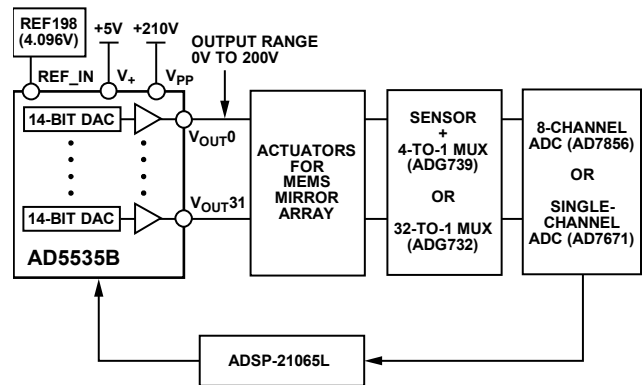 REF198
(4.096V)
+5V
+210V
REF_IN
V+
VPP
OUTPUT RANGE
0V TO 200V
14-BIT DAC
VOUT0
14-BIT DAC
VOUT31
AD5535B
ACTUATORS
FOR
MEMS
MIRROR
ARRAY
SENSOR
+
4-TO-1 MUX
(ADG739)
OR
32-TO-1 MUX
(ADG732)
8-CHANNEL
ADC (AD7856)
OR
SINGLE-
CHANNEL
ADC (AD7671)
ADSP-21065L